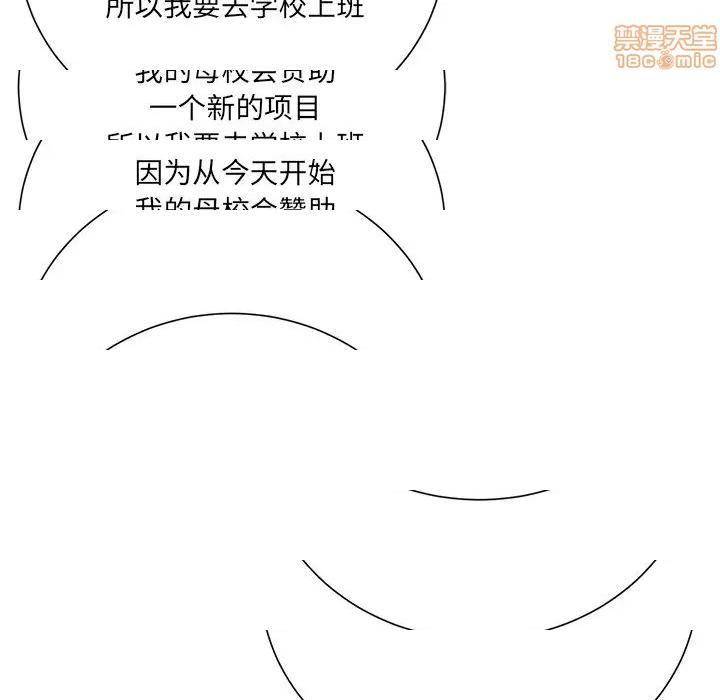 所以我要去学校上班
禁漫天堂
18comic
我的母校会赞助
一个新的项目
所以我要去学校上班
因为从今天开始
我的母校会赞助